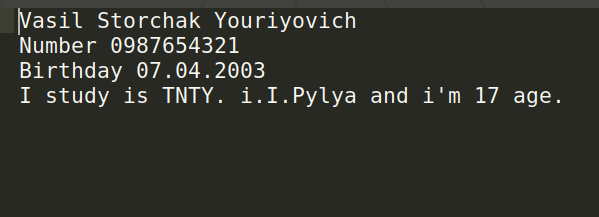 Vasil Storchak Youriyovich
Number 0987654321
Birthday 07.04.2003
I study is TNTY. i.I.Pylya and i'm 17 age.